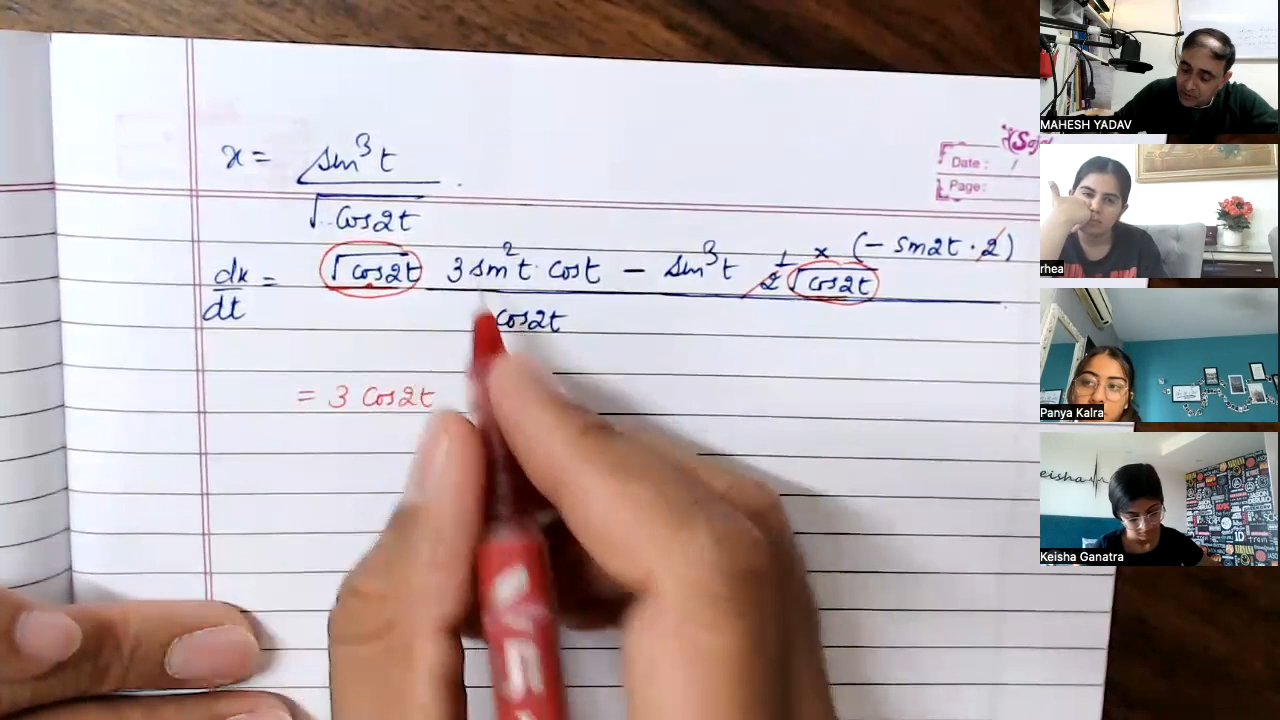 x = sin³t
√cos2t
dx/dt = √cos2t 3sin²t · cost − sin³t 1/2√cos2t × (−sin2t · 2)
cos2t
= 3 cos2t
Date : /
Page:
MAHESH YADAV
rhea
Panya Kalra
eisha
Keisha Ganatra